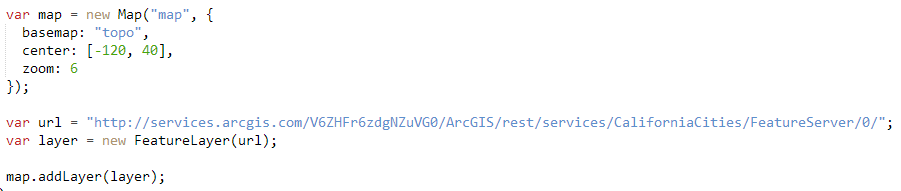 var map = new Map("map", {
  basemap: "topo",
  center: [-120, 40],
  zoom: 6
});

var url = "http://services.arcgis.com/V6ZHFr6zdgNZuVG0/ArcGIS/rest/services/CaliforniaCities/FeatureServer/0/";
var layer = new FeatureLayer(url);

map.addLayer(layer);